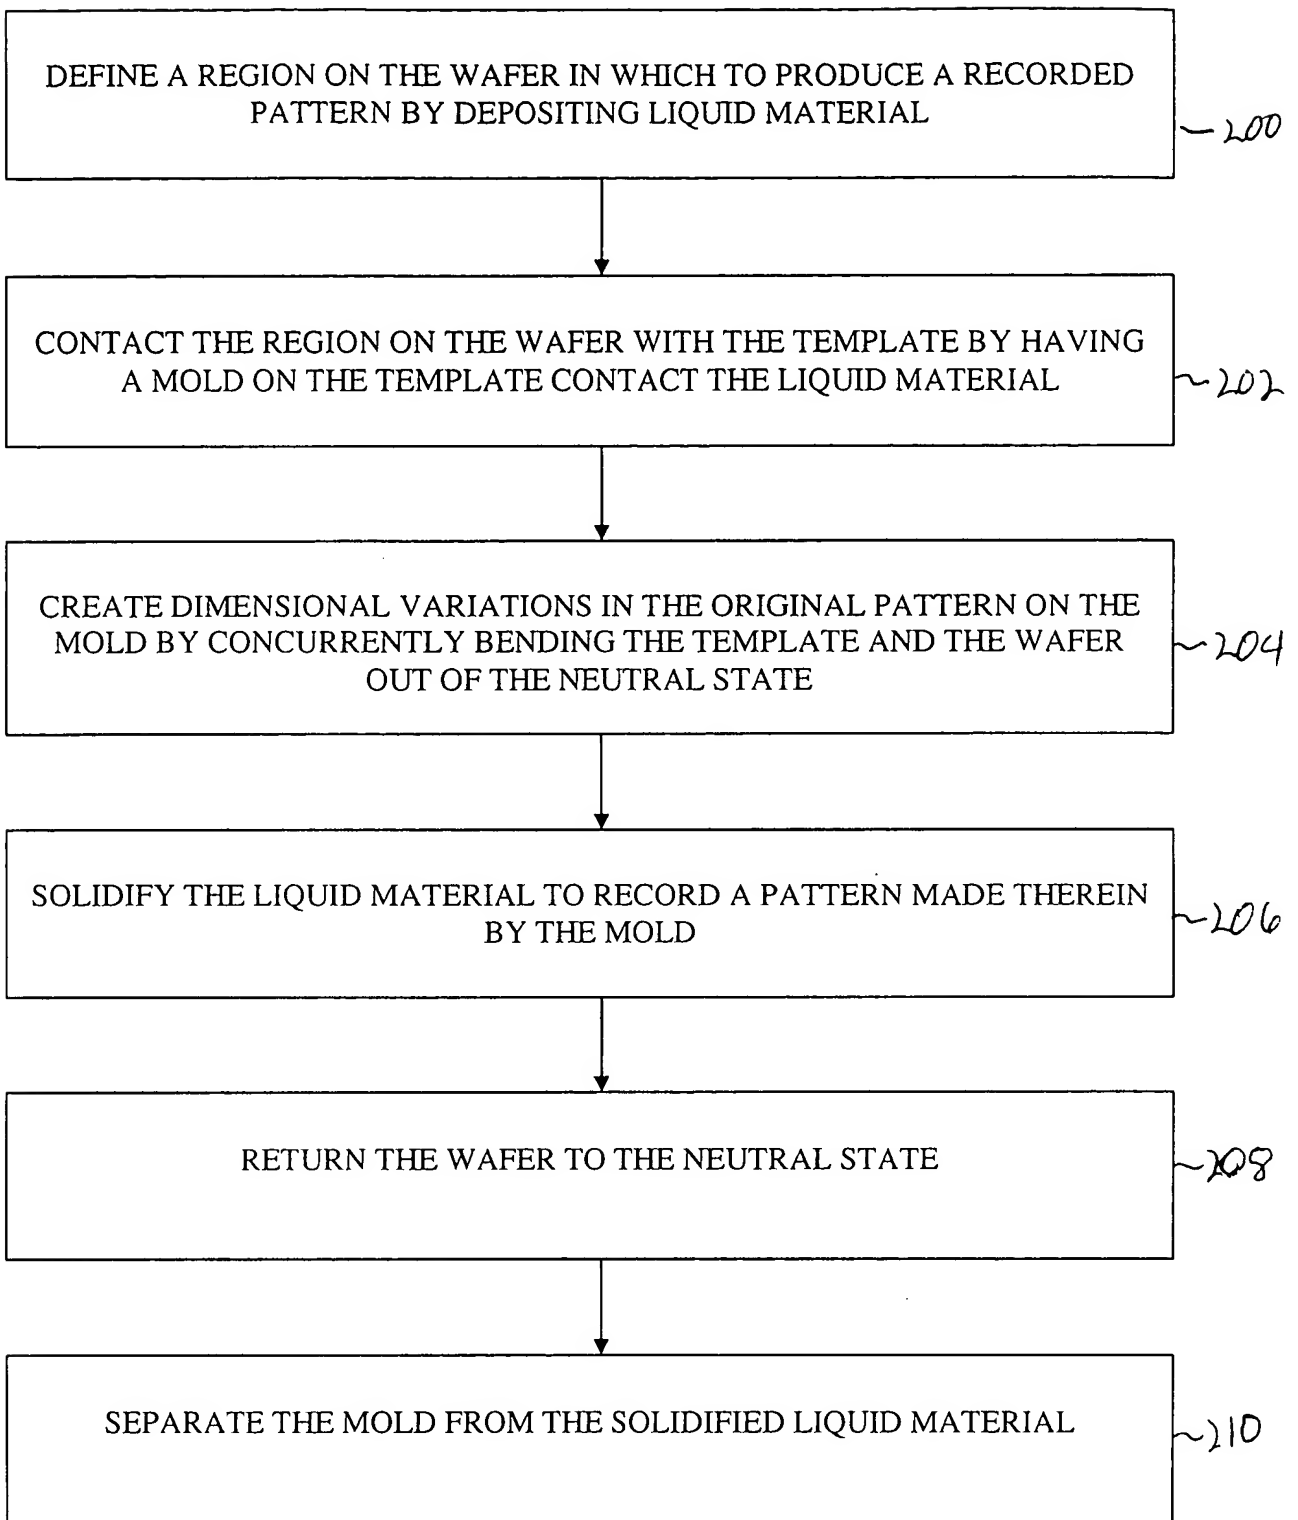 DEFINE A REGION ON THE WAFER IN WHICH TO PRODUCE A RECORDED
PATTERN BY DEPOSITING LIQUID MATERIAL
200
CONTACT THE REGION ON THE WAFER WITH THE TEMPLATE BY HAVING
A MOLD ON THE TEMPLATE CONTACT THE LIQUID MATERIAL
202
CREATE DIMENSIONAL VARIATIONS IN THE ORIGINAL PATTERN ON THE
MOLD BY CONCURRENTLY BENDING THE TEMPLATE AND THE WAFER
OUT OF THE NEUTRAL STATE
204
SOLIDIFY THE LIQUID MATERIAL TO RECORD A PATTERN MADE THEREIN
BY THE MOLD
206
RETURN THE WAFER TO THE NEUTRAL STATE
208
SEPARATE THE MOLD FROM THE SOLIDIFIED LIQUID MATERIAL
210